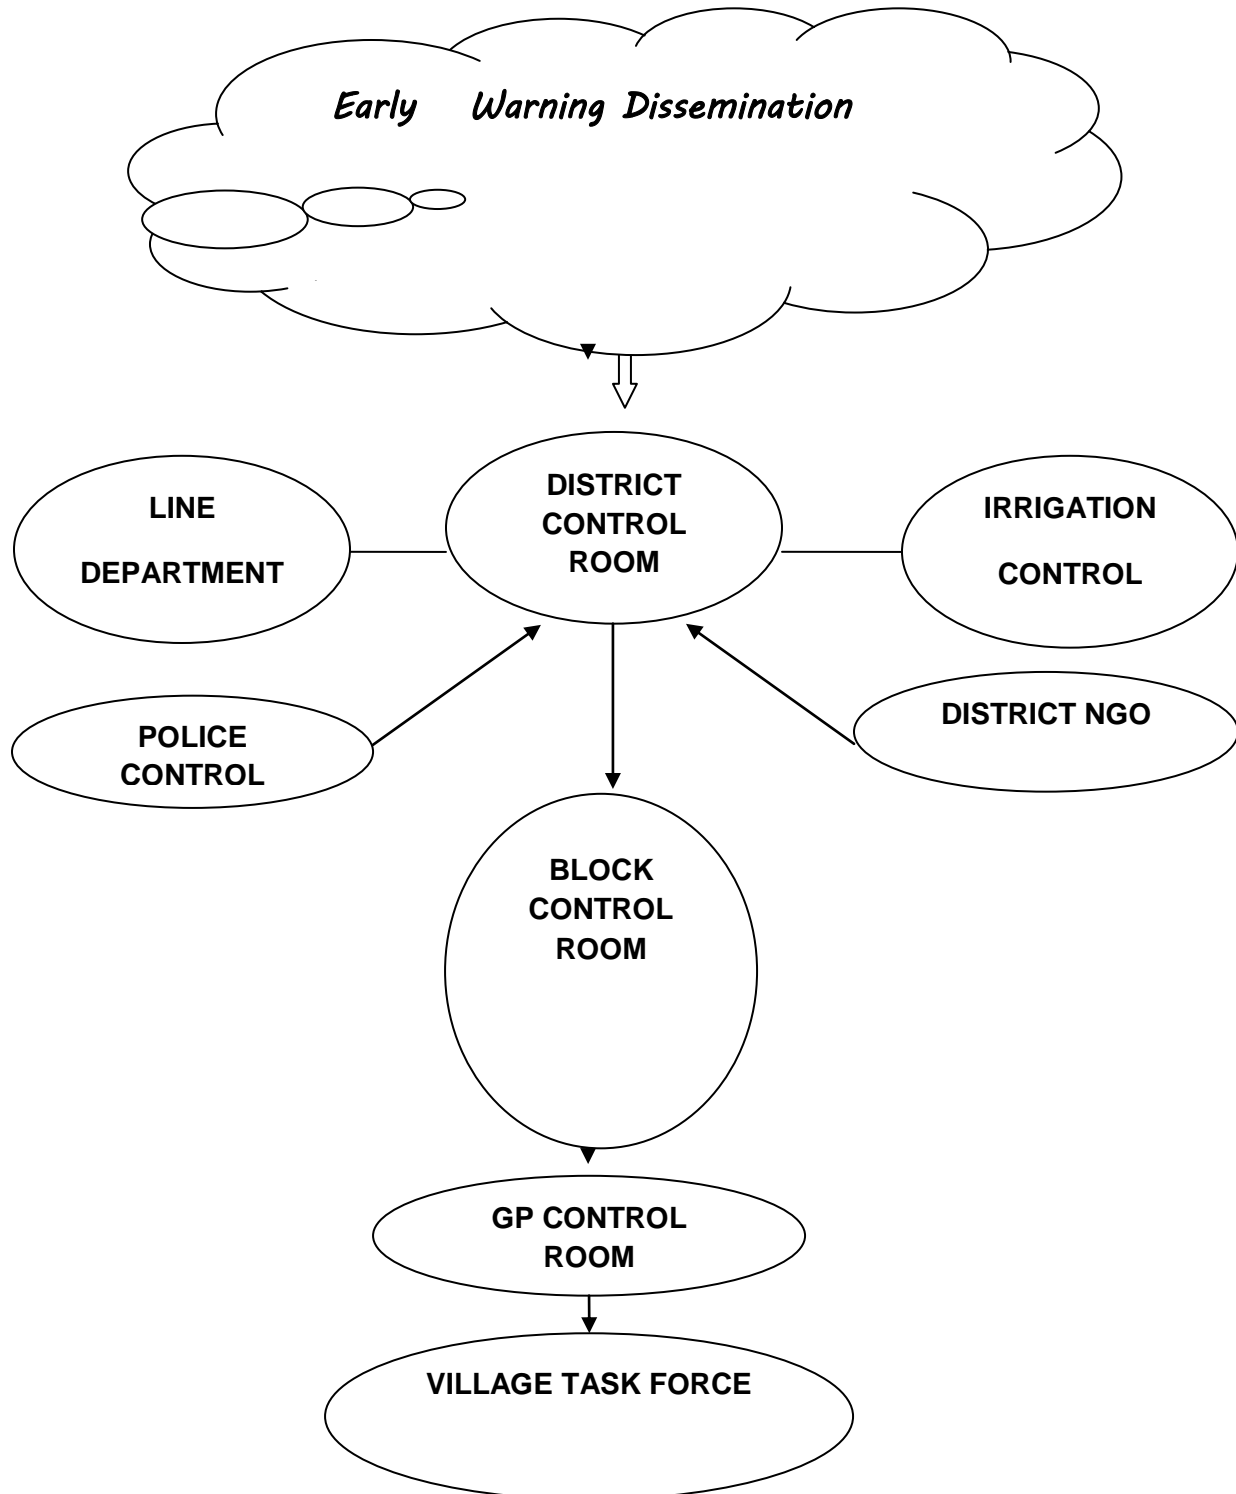 Early Warning Dissemination
DISTRICT
CONTROL
ROOM
LINE
DEPARTMENT
IRRIGATION
CONTROL
POLICE
CONTROL
DISTRICT NGO
BLOCK
CONTROL
ROOM
GP CONTROL
ROOM
VILLAGE TASK FORCE